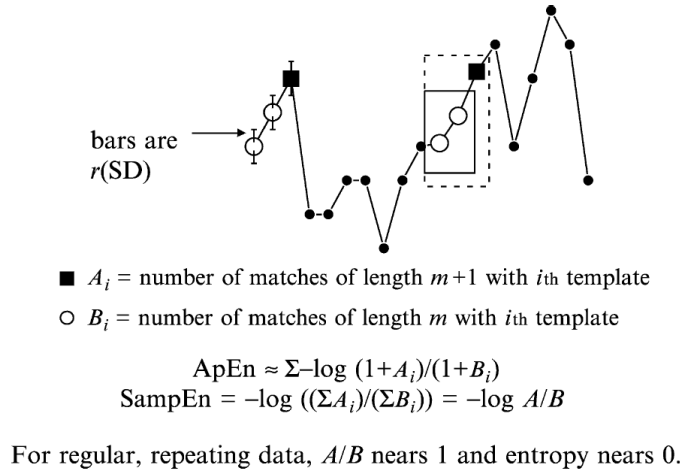 bars are
r(SD)
■ Aᵢ = number of matches of length m+1 with ith template
○ Bᵢ = number of matches of length m with ith template
ApEn ≈ Σ–log (1+Aᵢ)/(1+Bᵢ)
SampEn = –log ((ΣAᵢ)/(ΣBᵢ)) = –log A/B
For regular, repeating data, A/B nears 1 and entropy nears 0.